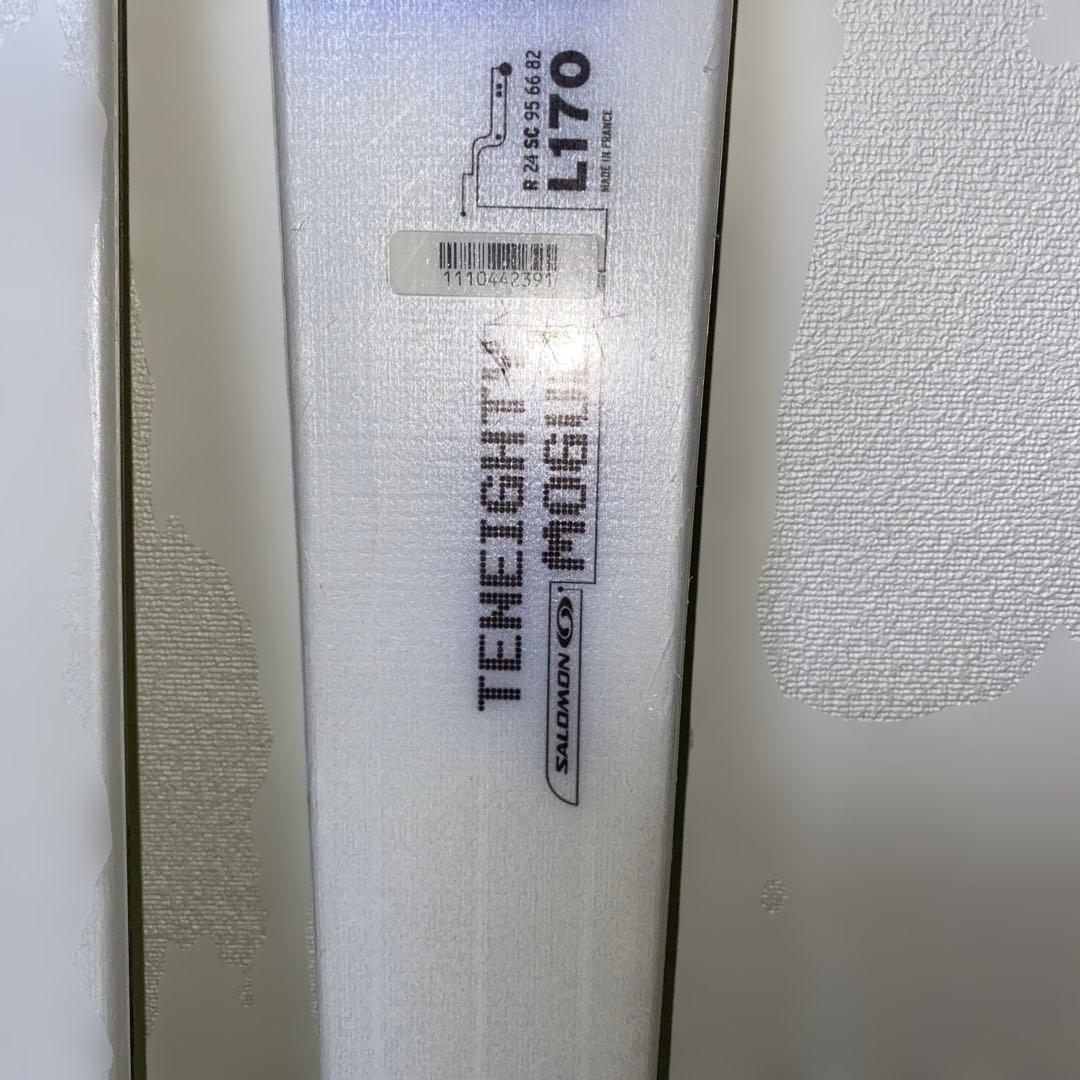 R 24 SC 95 66 82
L170
MADE IN FRANCE
1110442391
TENEIGHTY
MOGUL
SALOMON